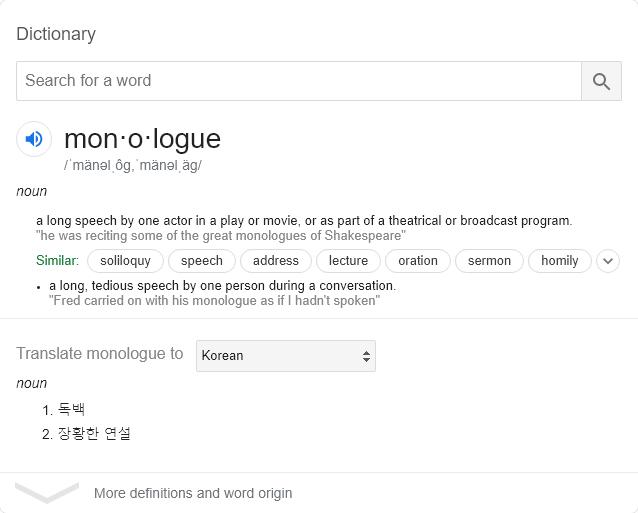 Dictionary
Search for a word
mon·o·logue
/ˈmänəlˌôɡ,ˈmänəlˌäɡ/
noun
a long speech by one actor in a play or movie, or as part of a theatrical or broadcast program.
"he was reciting some of the great monologues of Shakespeare"
Similar: soliloquy speech address lecture oration sermon homily
• a long, tedious speech by one person during a conversation.
"Fred carried on with his monologue as if I hadn't spoken"
Translate monologue to Korean
noun
1. 독백
2. 장황한 연설
More definitions and word origin